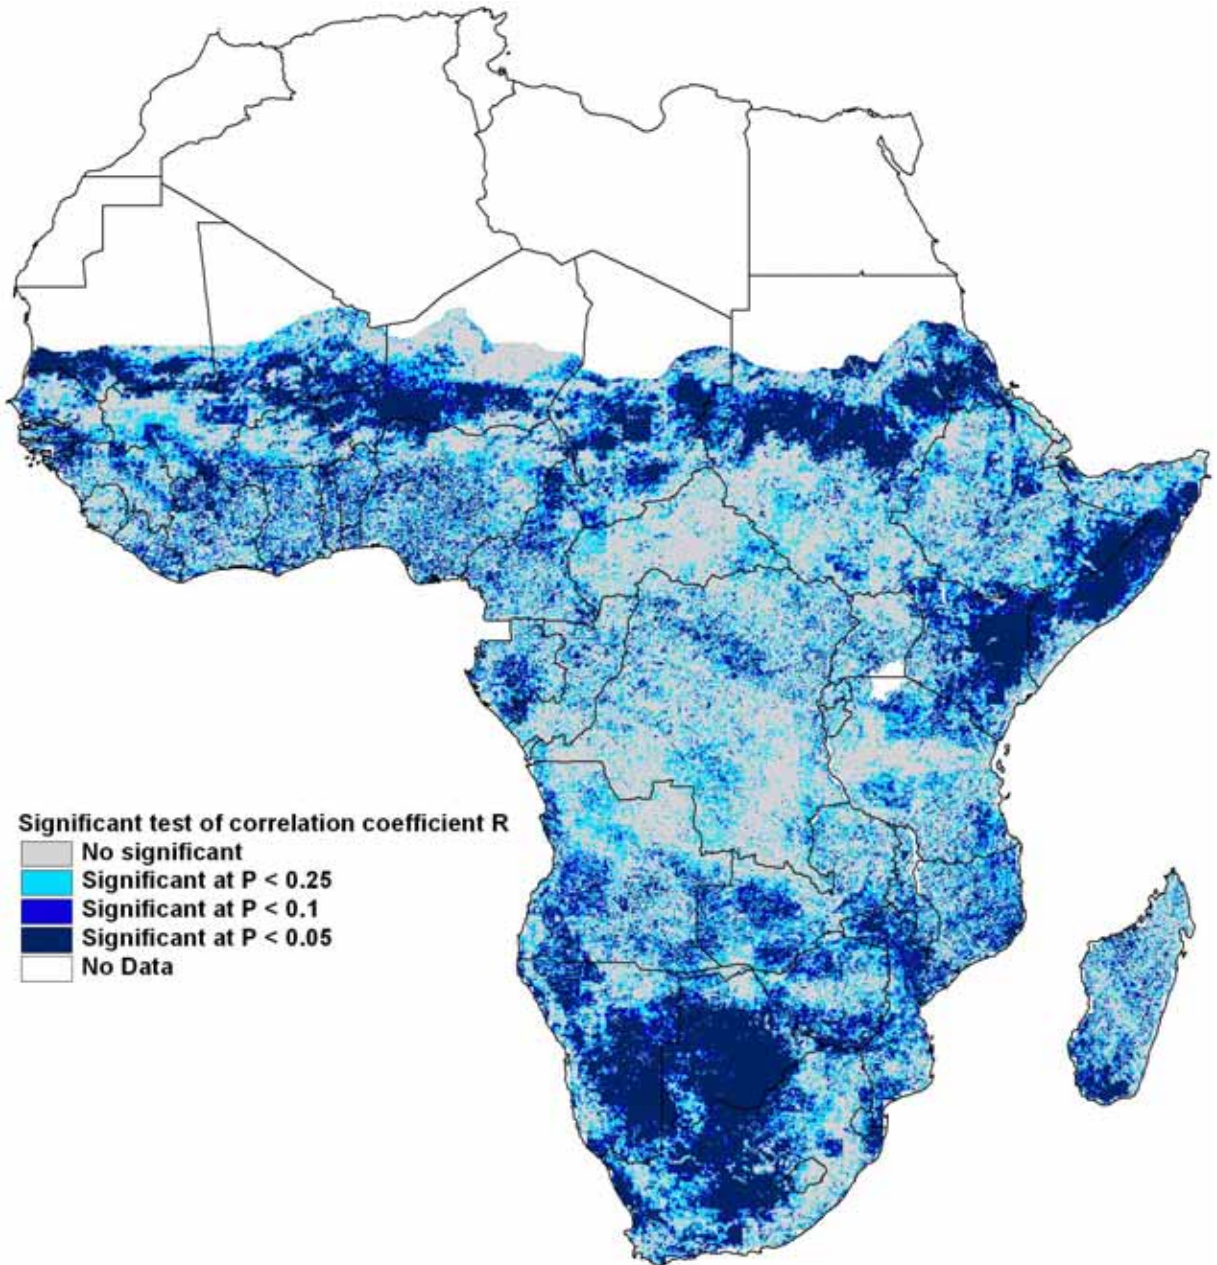 Significant test of correlation coefficient R
No significant
Significant at P < 0.25
Significant at P < 0.1
Significant at P < 0.05
No Data